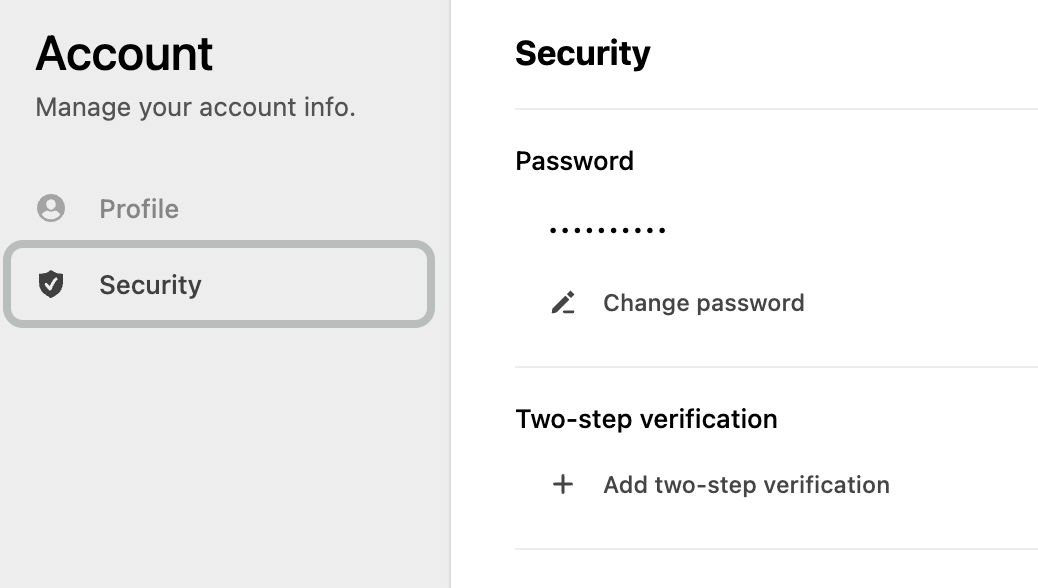 Account
Manage your account info.
Profile
Security
Security
Password
••••••••••
Change password
Two-step verification
Add two-step verification